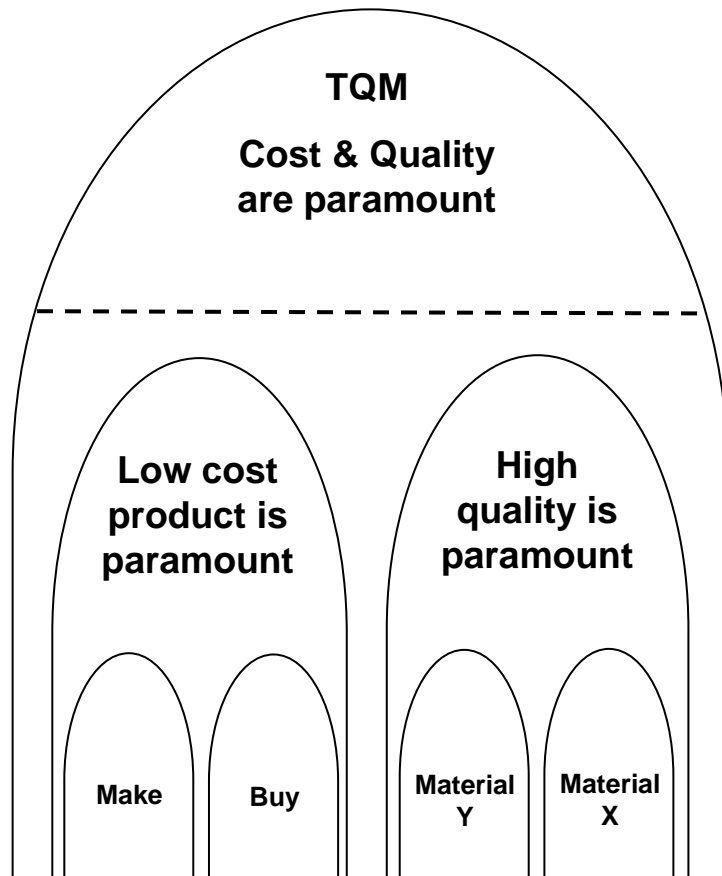 TQM
Cost & Quality
are paramount
Low cost
product is
paramount
High
quality is
paramount
Make
Buy
Material
Y
Material
X